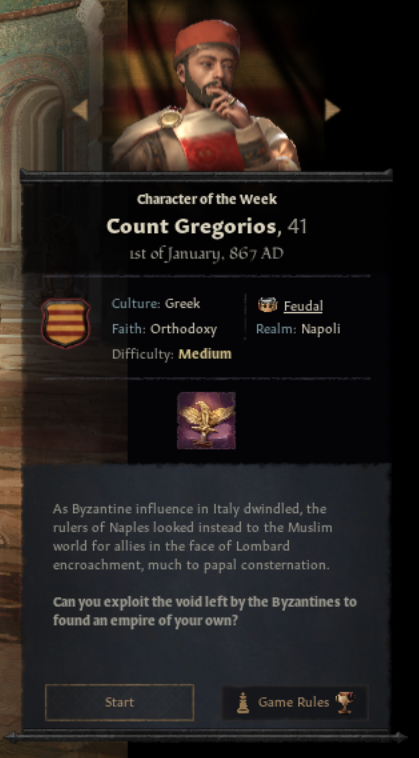 Character of the Week
Count Gregorios, 41
1st of January, 867 AD
Culture: Greek
Faith: Orthodoxy
Difficulty: Medium
Feudal
Realm: Napoli
As Byzantine influence in Italy dwindled, the
rulers of Naples looked instead to the Muslim
world for allies in the face of Lombard
encroachment, much to papal consternation.
Can you exploit the void left by the Byzantines to
found an empire of your own?
Start
Game Rules